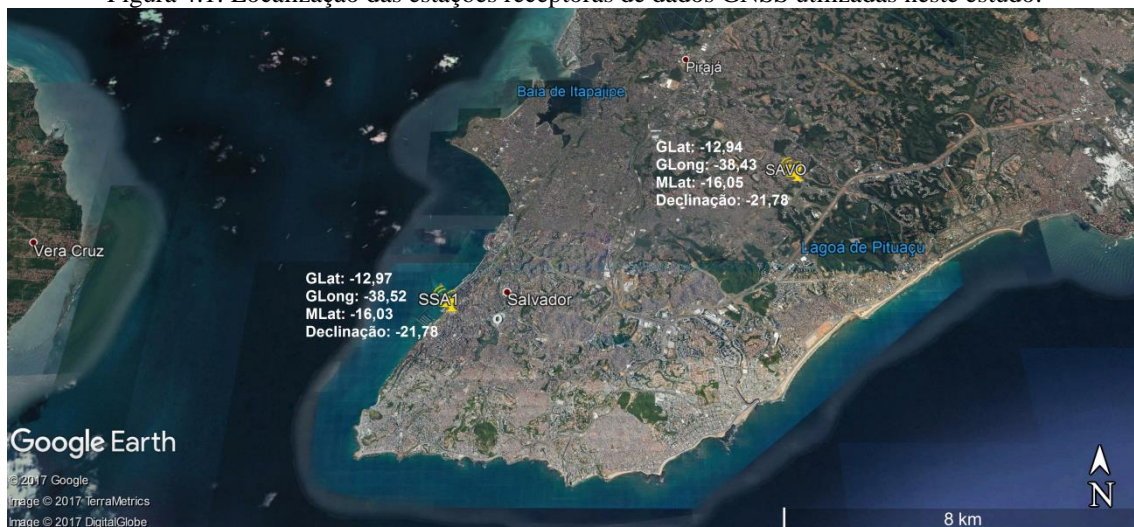 Figura 4.1: Localização das estações receptoras de dados GNSS utilizadas neste estudo.
Pirajá
Baia de Itapajipe
GLat: -12,94
GLong: -38,43
MLat: -16,05
Declinação: -21,78
SAVO
Vera Cruz
Lagoa de Pituaçu
GLat: -12,97
GLong: -38,52
MLat: -16,03
Declinação: -21,78
SSA1
Salvador
Google Earth
© 2017 Google
Image © 2017 TerraMetrics
Image © 2017 DigitalGlobe
N
8 km